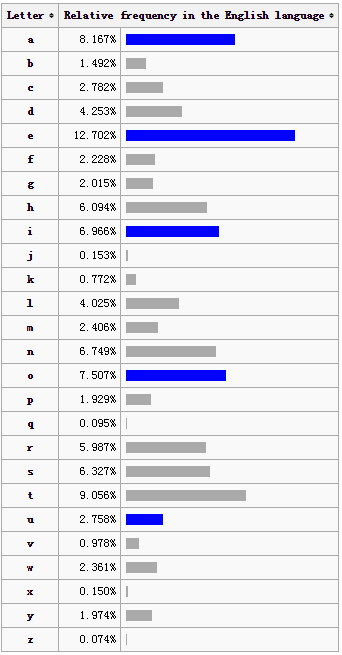 Letter Relative frequency in the English language
a 8.167%
b 1.492%
c 2.782%
d 4.253%
e 12.702%
f 2.228%
g 2.015%
h 6.094%
i 6.966%
j 0.153%
k 0.772%
l 4.025%
m 2.406%
n 6.749%
o 7.507%
p 1.929%
q 0.095%
r 5.987%
s 6.327%
t 9.056%
u 2.758%
v 0.978%
w 2.361%
x 0.150%
y 1.974%
z 0.074%